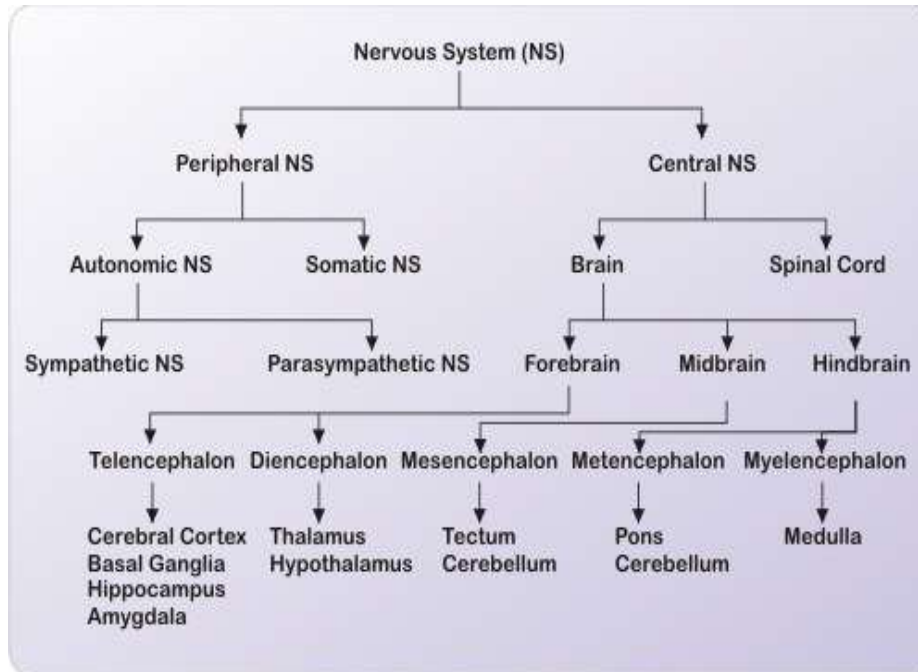 Nervous System (NS)
Peripheral NS
Central NS
Autonomic NS
Somatic NS
Brain
Spinal Cord
Sympathetic NS
Parasympathetic NS
Forebrain
Midbrain
Hindbrain
Telencephalon
Diencephalon
Mesencephalon
Metencephalon
Myelencephalon
Cerebral Cortex
Basal Ganglia
Hippocampus
Amygdala
Thalamus
Hypothalamus
Tectum
Cerebellum
Pons
Cerebellum
Medulla